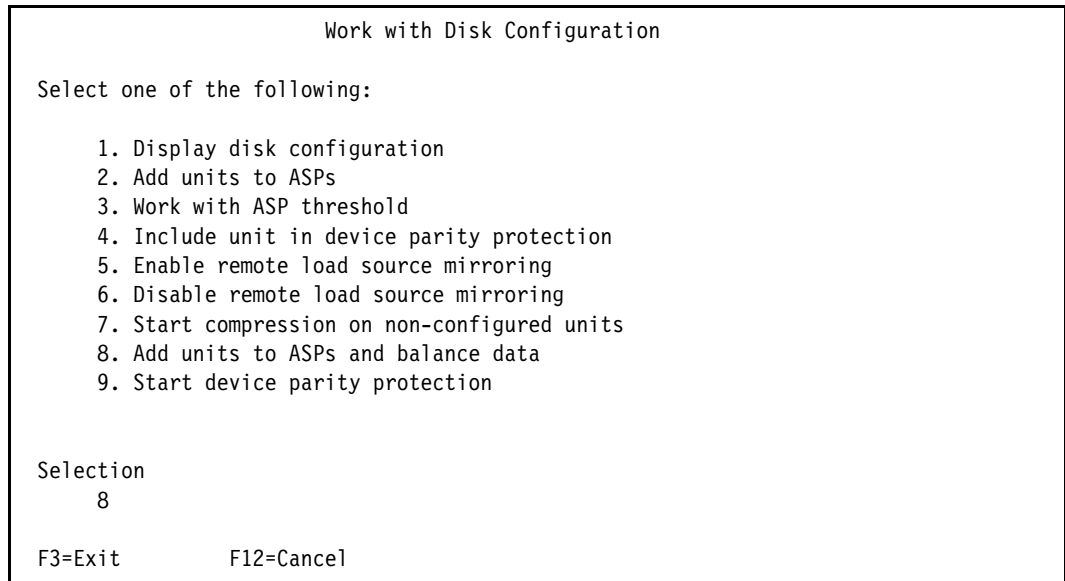 Work with Disk Configuration
Select one of the following:
1. Display disk configuration
2. Add units to ASPs
3. Work with ASP threshold
4. Include unit in device parity protection
5. Enable remote load source mirroring
6. Disable remote load source mirroring
7. Start compression on non-configured units
8. Add units to ASPs and balance data
9. Start device parity protection
Selection
8
F3=Exit F12=Cancel